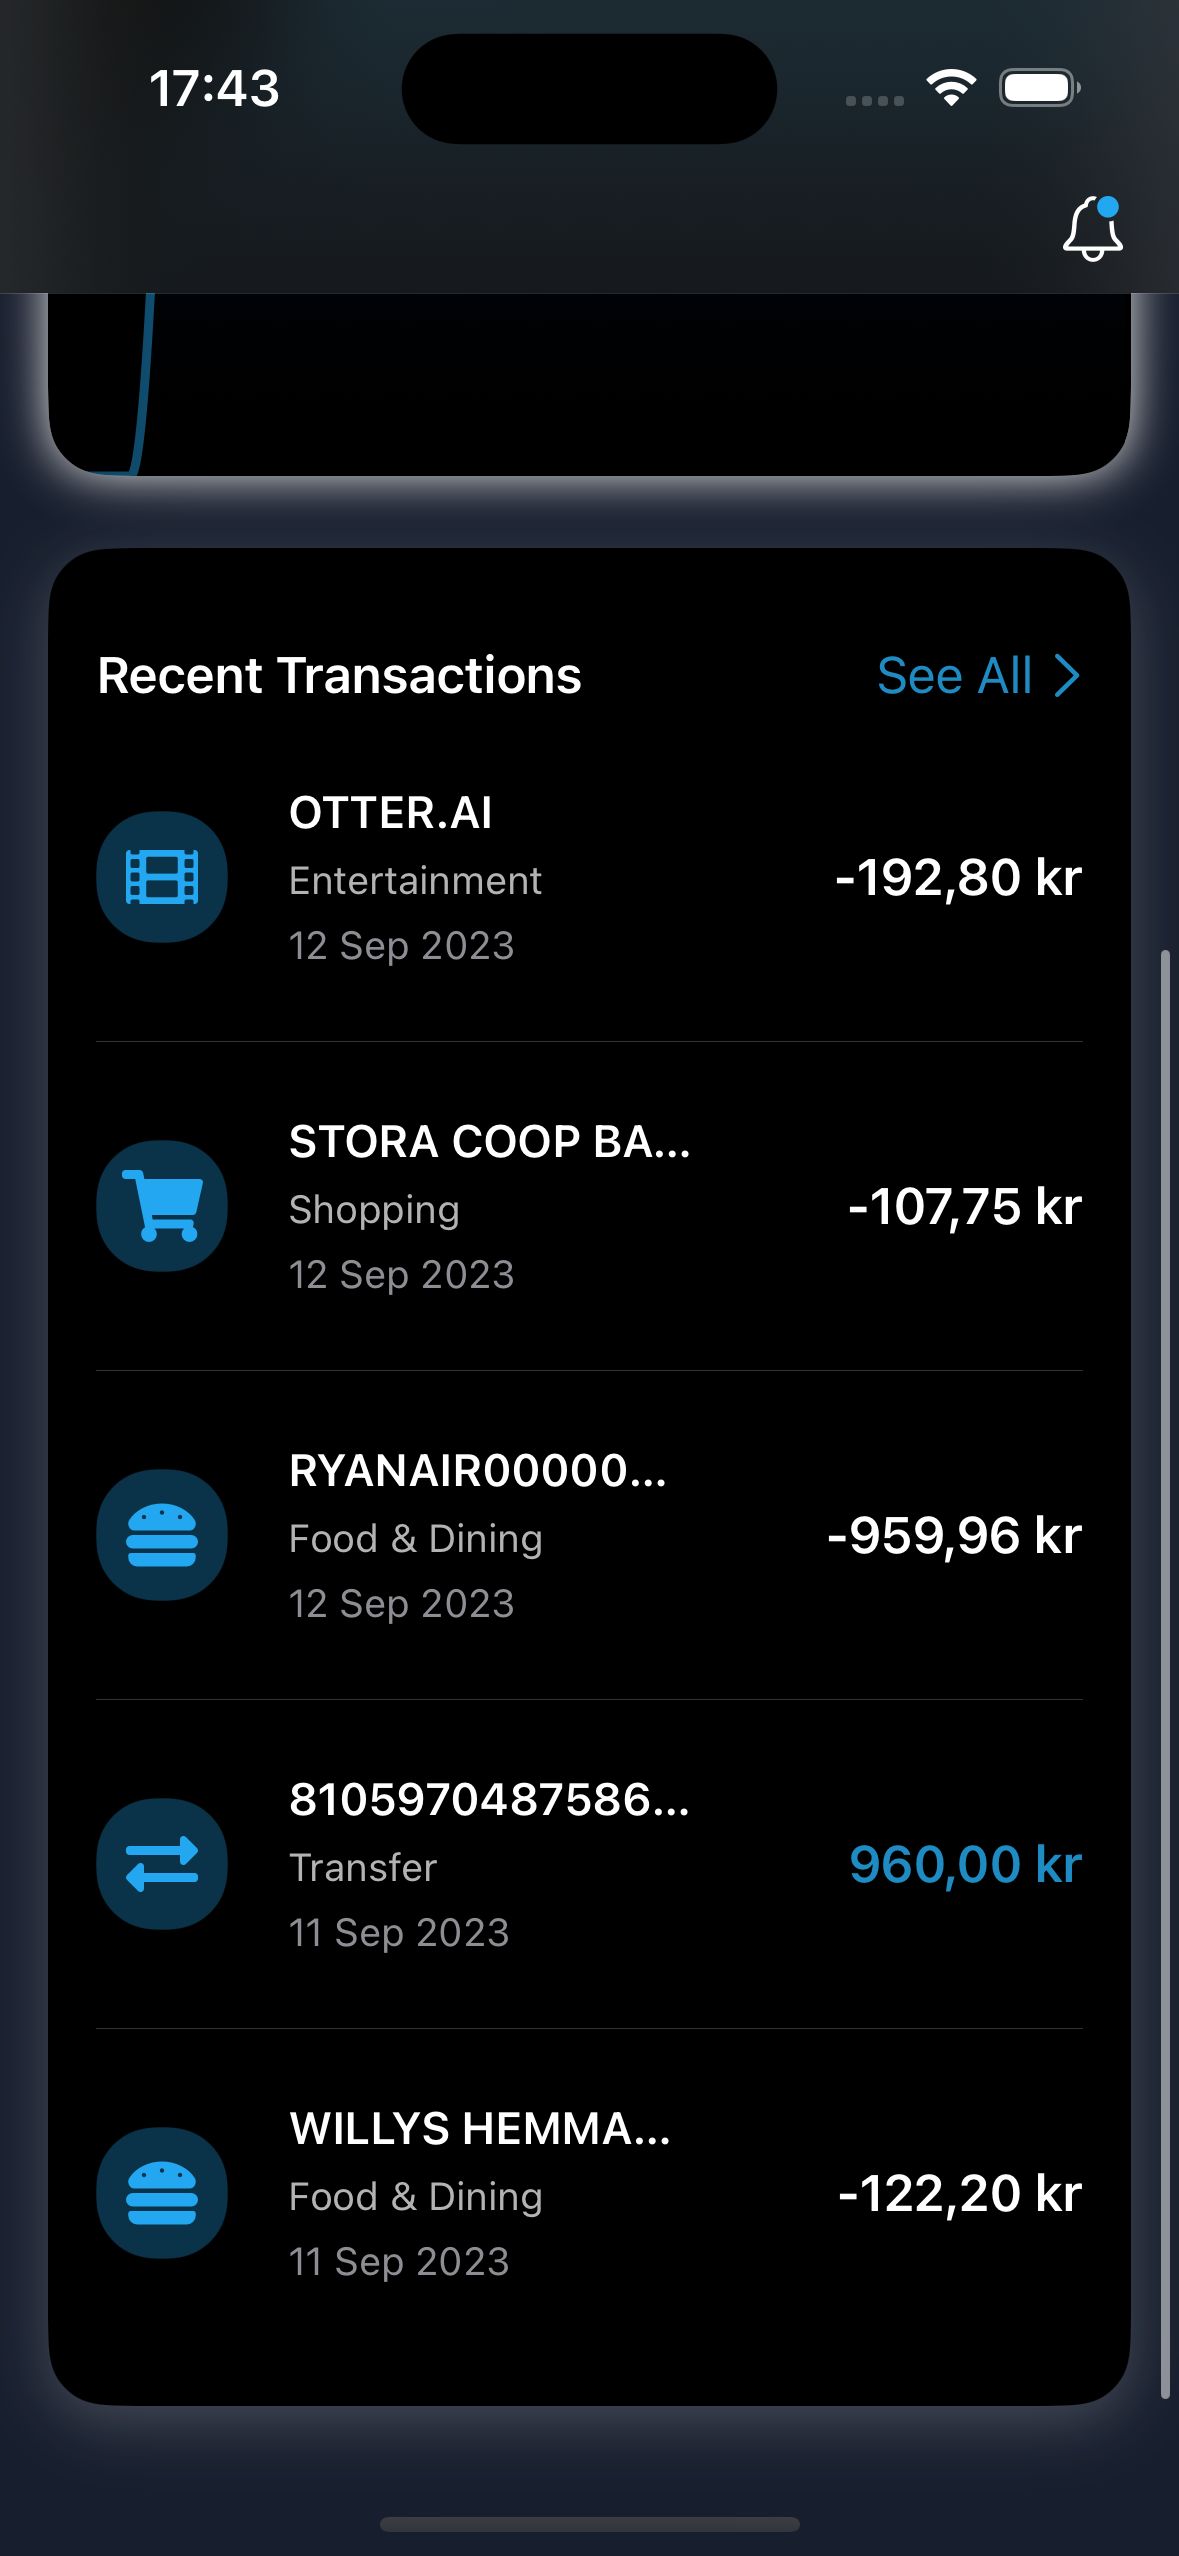 17:43
Recent Transactions
See All
OTTER.AI
Entertainment
12 Sep 2023
-192,80 kr
STORA COOP BA...
Shopping
12 Sep 2023
-107,75 kr
RYANAIR00000...
Food & Dining
12 Sep 2023
-959,96 kr
8105970487586...
Transfer
11 Sep 2023
960,00 kr
WILLYS HEMMA...
Food & Dining
11 Sep 2023
-122,20 kr